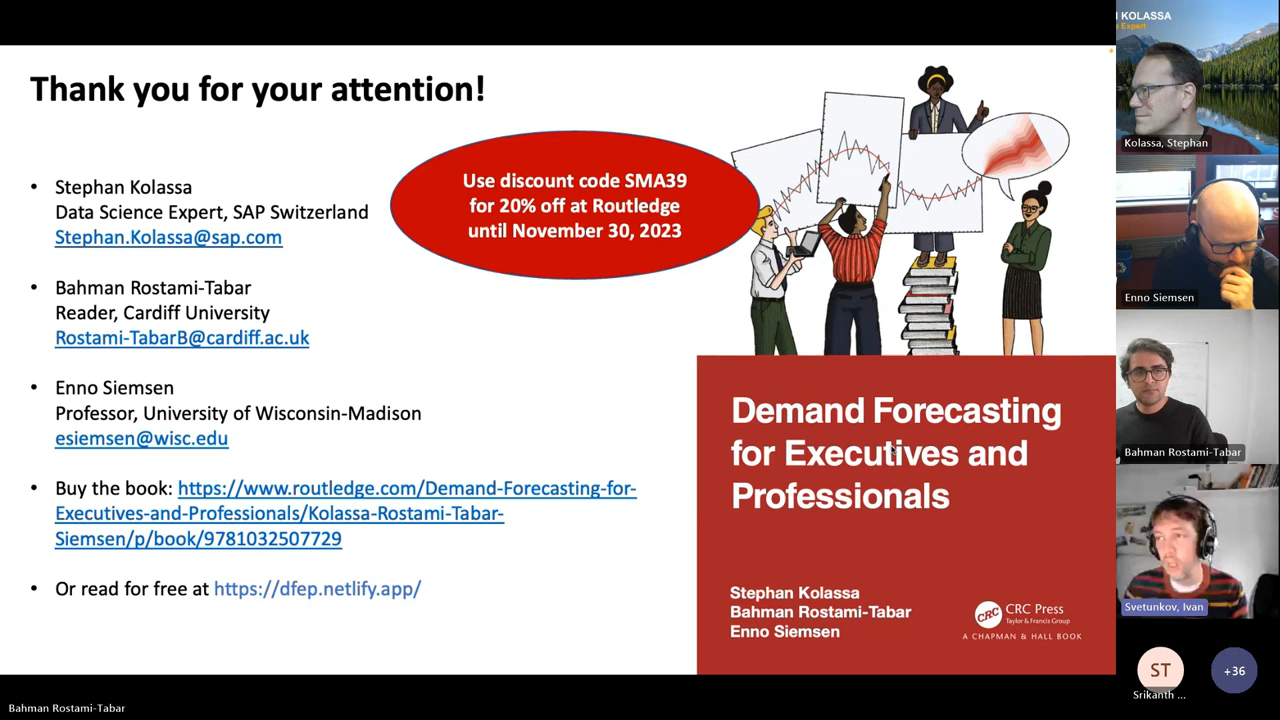 Thank you for your attention!
• Stephan Kolassa
Data Science Expert, SAP Switzerland
Stephan.Kolassa@sap.com
• Bahman Rostami-Tabar
Reader, Cardiff University
Rostami-TabarB@cardiff.ac.uk
• Enno Siemsen
Professor, University of Wisconsin-Madison
esiemsen@wisc.edu
• Buy the book: https://www.routledge.com/Demand-Forecasting-for-
Executives-and-Professionals/Kolassa-Rostami-Tabar-
Siemsen/p/book/9781032507729
• Or read for free at https://dfep.netlify.app/
Use discount code SMA39
for 20% off at Routledge
until November 30, 2023
Demand Forecasting
for Executives and
Professionals
Stephan Kolassa
Bahman Rostami-Tabar
Enno Siemsen
CRC
CRC Press
Taylor & Francis Group
A CHAPMAN & HALL BOOK
KOLASSA
Expert
Kolassa, Stephan
Enno Siemsen
Bahman Rostami-Tabar
Svetunkov, Ivan
ST
Srikanth ...
+36
Bahman Rostami-Tabar